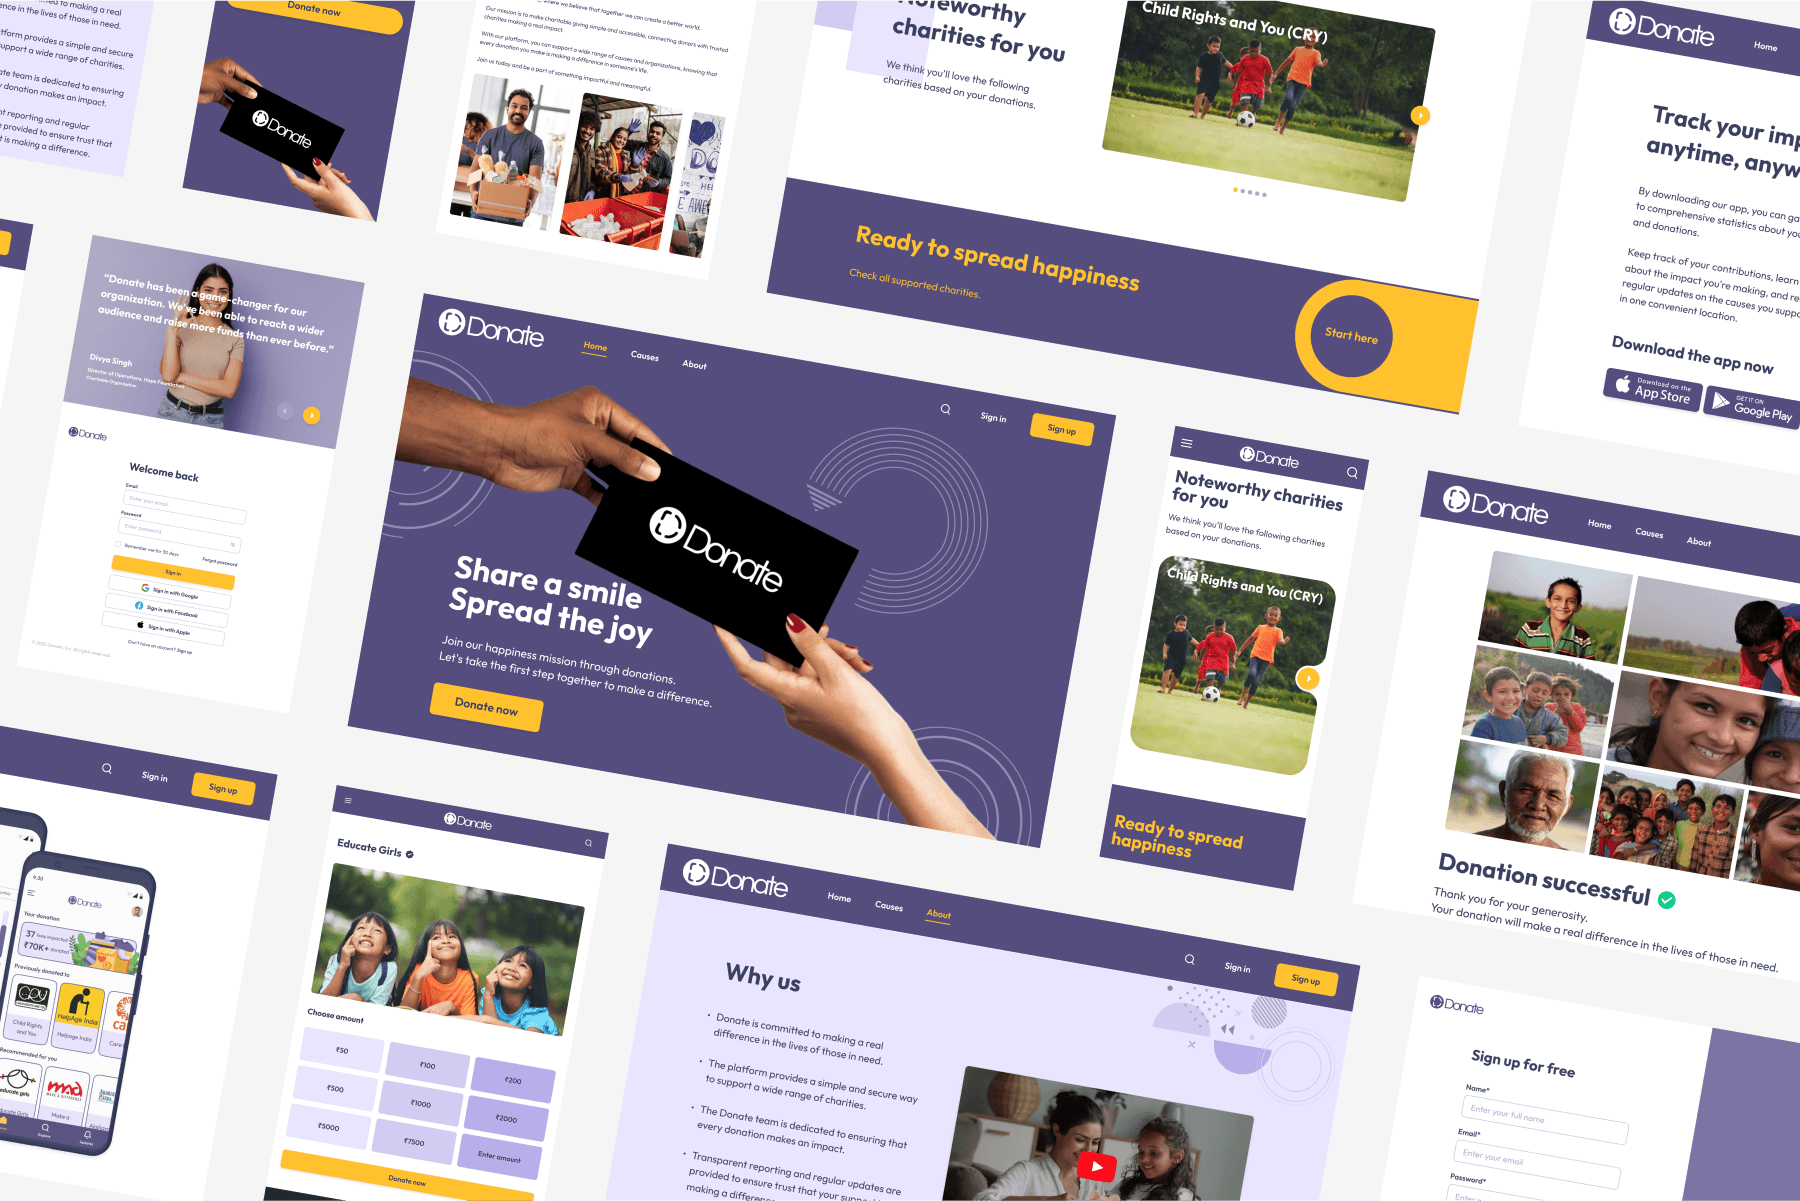 making a real
difference in the lives of those in need.
platform provides a simple and secure
support a wide range of charities.
team is dedicated to ensuring
donation makes an impact.
reporting and regular
provided to ensure trust that
is making a difference.
Donate now
Donate
where we believe that together we can create a better world.
Our mission is to make charitable giving simple and accessible, connecting donors with trusted
charities making a real impact.
With our platform, you can support a wide range of causes and organizations, knowing that
every donation you make is making a difference in someone's life.
Join us today and be a part of something impactful and meaningful.
Noteworthy
charities for you
We think you'll love the following
charities based on your donations.
Child Rights and You (CRY)
Ready to spread happiness
Check all supported charities.
Start here
Donate
Home
Track your
anytime,
By downloading our app, you can
to comprehensive statistics about
and donations.
Keep track of your contributions, learn
about the impact you're making, and
regular updates on the causes you
in one convenient location.
Download the app now
Download on the
App Store
GET IT ON
Google Play
“Donate has been a game-changer for our
organization. We've been able to reach a wider
audience and raise more funds than ever before.”
Divya Singh
Director of Operations, Hope Foundation
Charitable Organization
Donate
Welcome back
Email
Enter your email
Password
Enter password
Remember me for 30 days
Forgot password
Sign in
Sign in with Google
Sign in with Facebook
Sign in with Apple
Don't have an account? Sign up
© 2023 Donate, Inc. All rights reserved
Donate
Home
Causes
About
Sign in
Sign up
Donate
Share a smile
Spread the joy
Join our happiness mission through donations.
Let's take the first step together to make a difference.
Donate now
Donate
Noteworthy charities
for you
We think you'll love the following charities
based on your donations.
Child Rights and You (CRY)
Ready to spread
happiness
Donate
Home
Causes
About
Donation successful
Thank you for your generosity.
Your donation will make a real difference in the lives of those in need.
Sign in
Sign up
9:30
Donate
Your donation
37 lives impacted
₹70K+ donated
Previously donated to
Child Rights
and You
HelpAge India
Helpage India
Care
Recommended for you
educate girls
Educate Girls
mad
MAKE A DIFFERENCE
Make a
Explore
Updates
Donate
Educate Girls
Choose amount
₹50
₹100
₹200
₹500
₹1000
₹2000
₹5000
₹7500
Enter amount
Donate now
Donate
Home
Causes
About
Sign in
Sign up
Why us
• Donate is committed to making a real
difference in the lives of those in need.
• The platform provides a simple and secure way
to support a wide range of charities.
• The Donate team is dedicated to ensuring that
every donation makes an impact.
• Transparent reporting and regular updates are
provided to ensure trust that your
making a difference
Donate
Sign up for free
Name*
Enter your full name
Email*
Enter your email
Password*